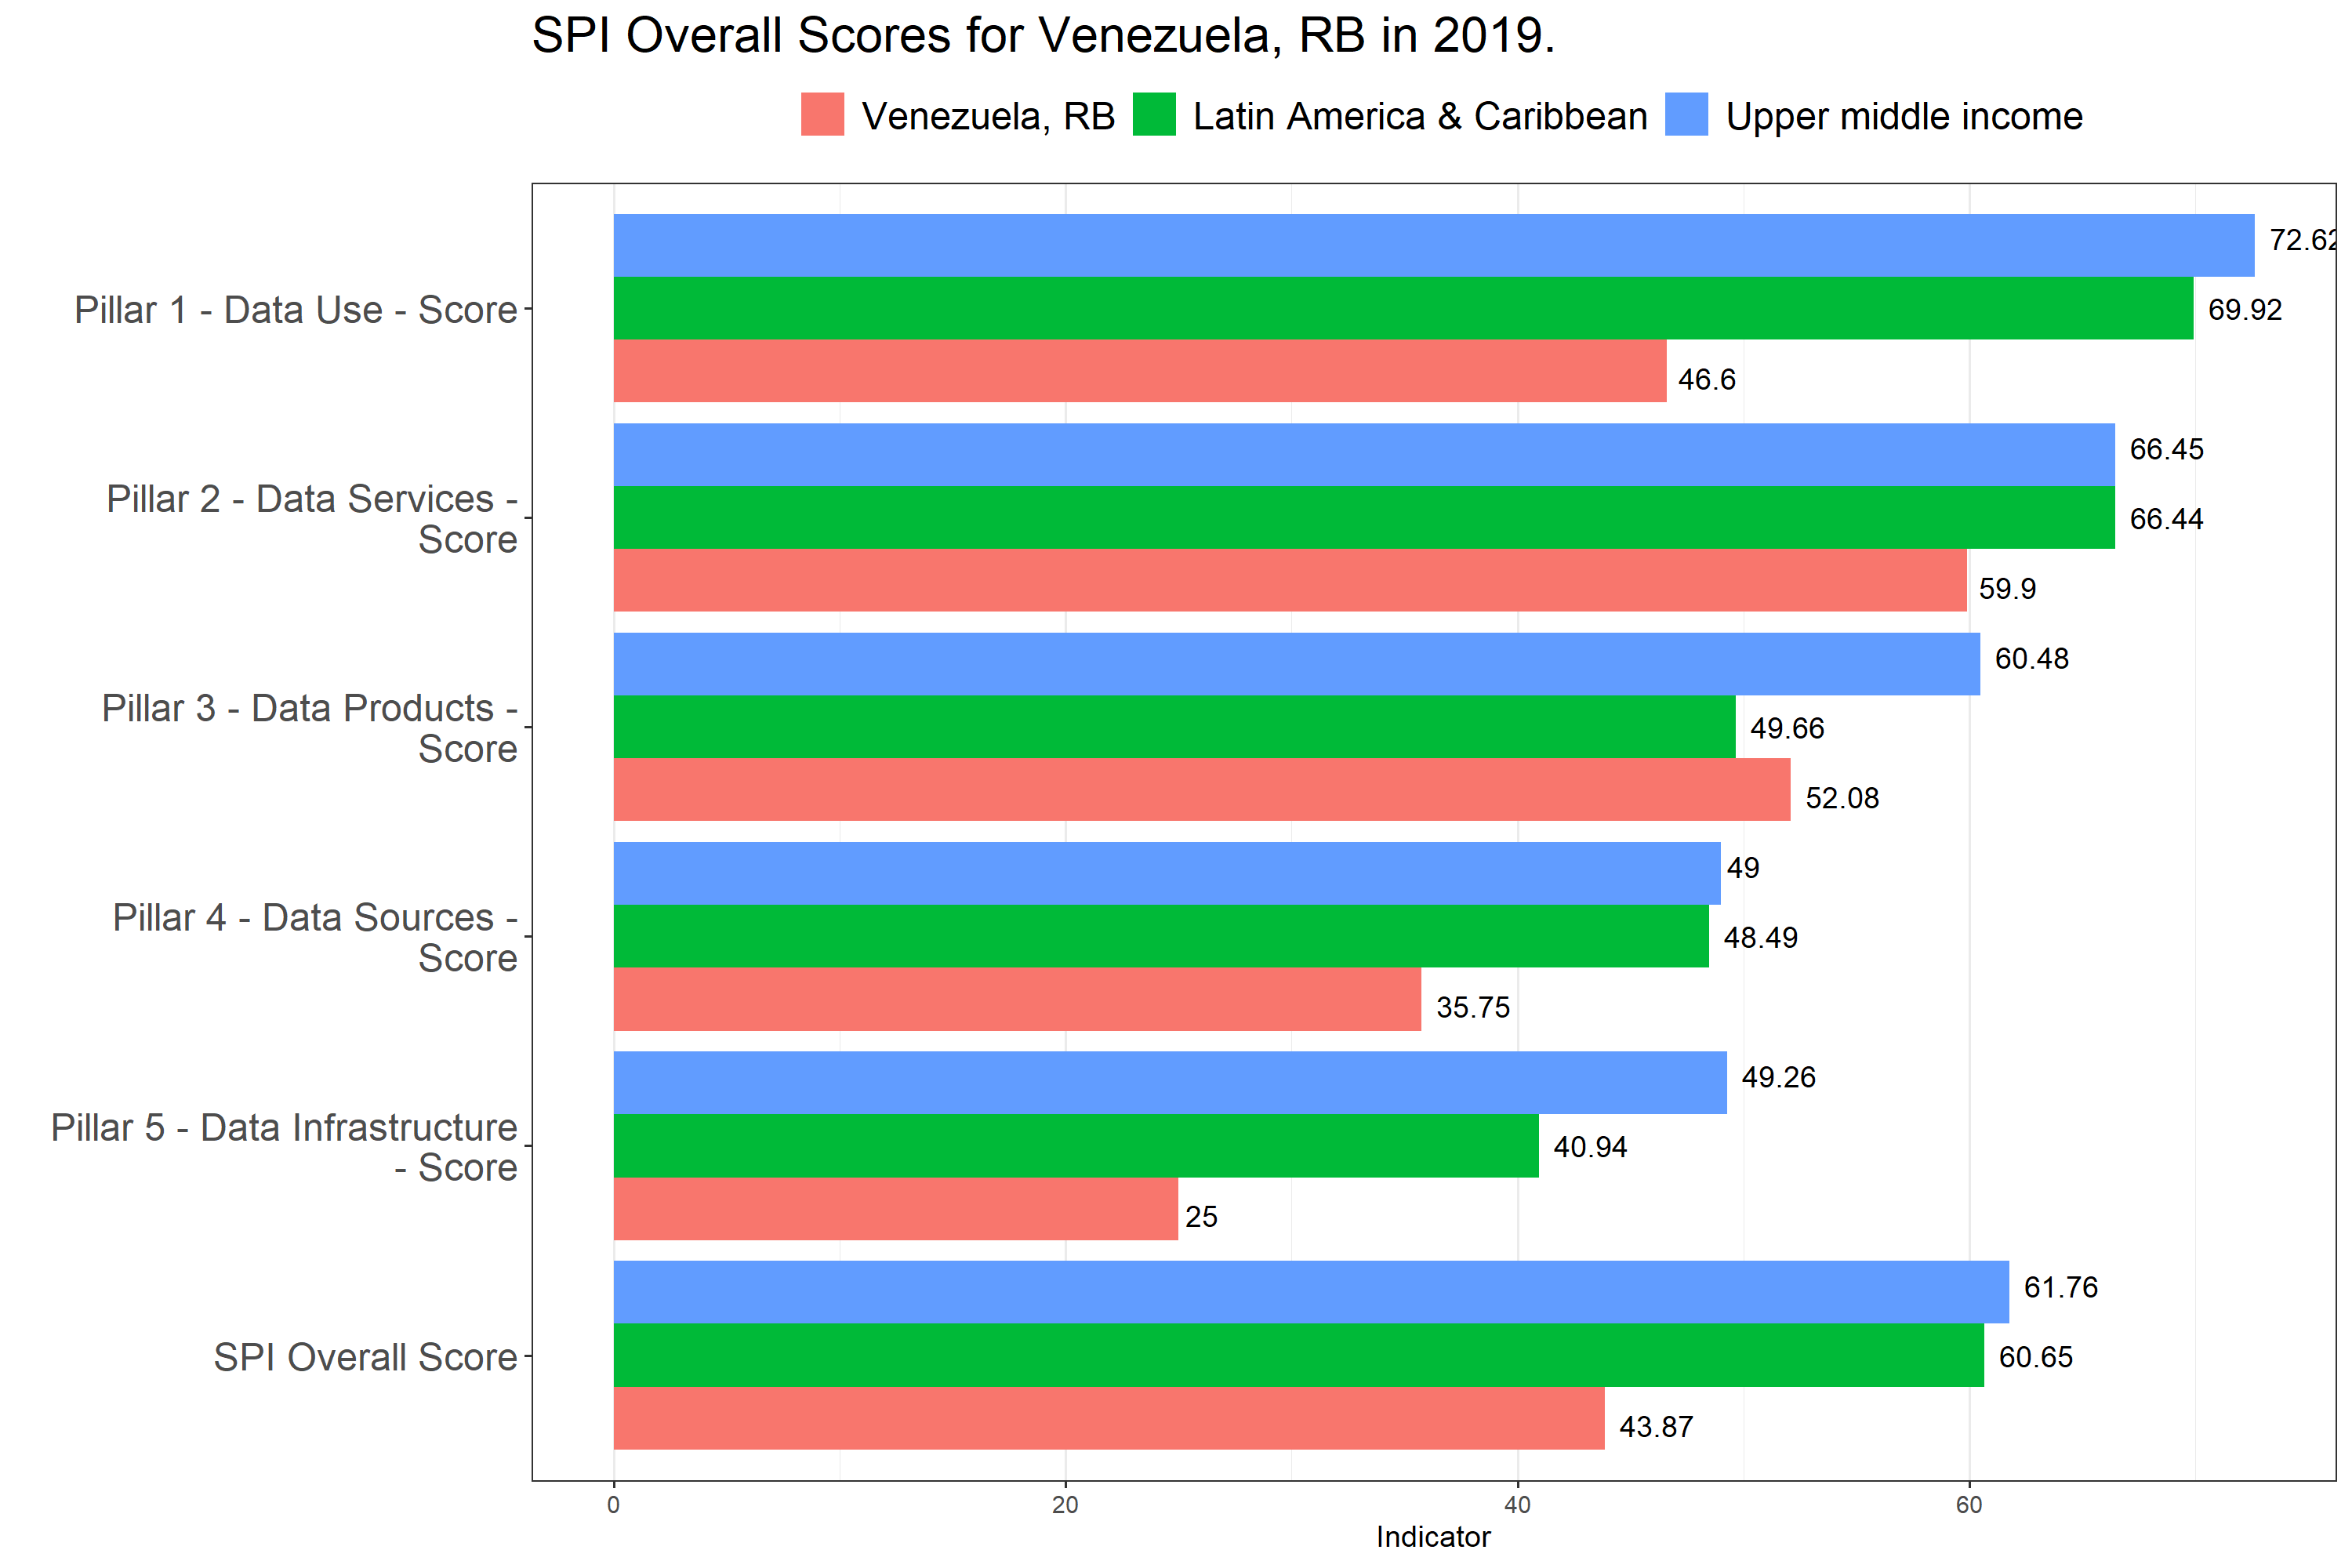 SPI Overall Scores for Venezuela, RB in 2019.
Venezuela, RB
Latin America & Caribbean
Upper middle income
Pillar 1 - Data Use - Score
72.62
69.92
46.6
Pillar 2 - Data Services -
Score
66.45
66.44
59.9
Pillar 3 - Data Products -
Score
60.48
49.66
52.08
Pillar 4 - Data Sources -
Score
49
48.49
35.75
Pillar 5 - Data Infrastructure
- Score
49.26
40.94
25
SPI Overall Score
61.76
60.65
43.87
0
20
40
60
Indicator